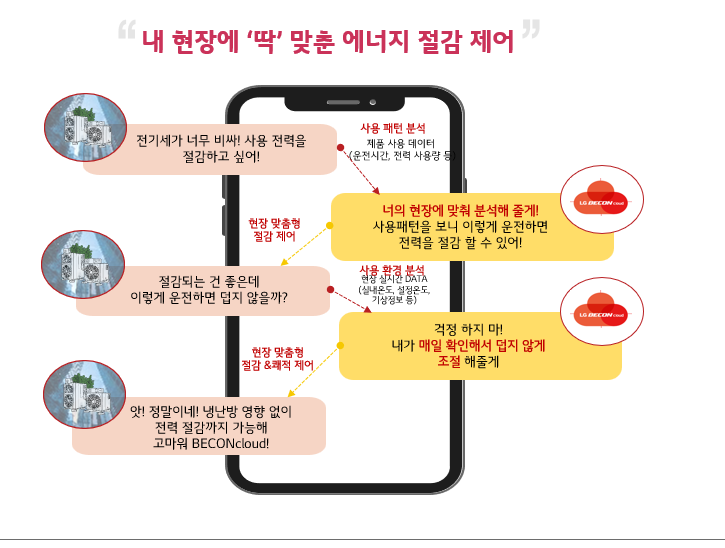 “ 내 현장에 ‘딱’ 맞춘 에너지 절감 제어 ”
전기세가 너무 비싸! 사용 전력을
절감하고 싶어!
사용 패턴 분석
제품 사용 데이터
(운전시간, 전력 사용량 등)
LG BECON cloud
너의 현장에 맞춰 분석해 줄게!
사용패턴을 보니 이렇게 운전하면
전력을 절감 할 수 있어!
현장 맞춤형
절감 제어
절감되는 건 좋은데
이렇게 운전하면 덥지 않을까?
사용 환경 분석
현장 실시간 DATA
(실내온도, 설정온도,
기상정보 등)
LG BECON cloud
걱정 하지 마!
내가 매일 확인해서 덥지 않게
조절 해줄게
현장 맞춤형
절감 &쾌적 제어
앗! 정말이네! 냉난방 영향 없이
전력 절감까지 가능해
고마워 BECONcloud!